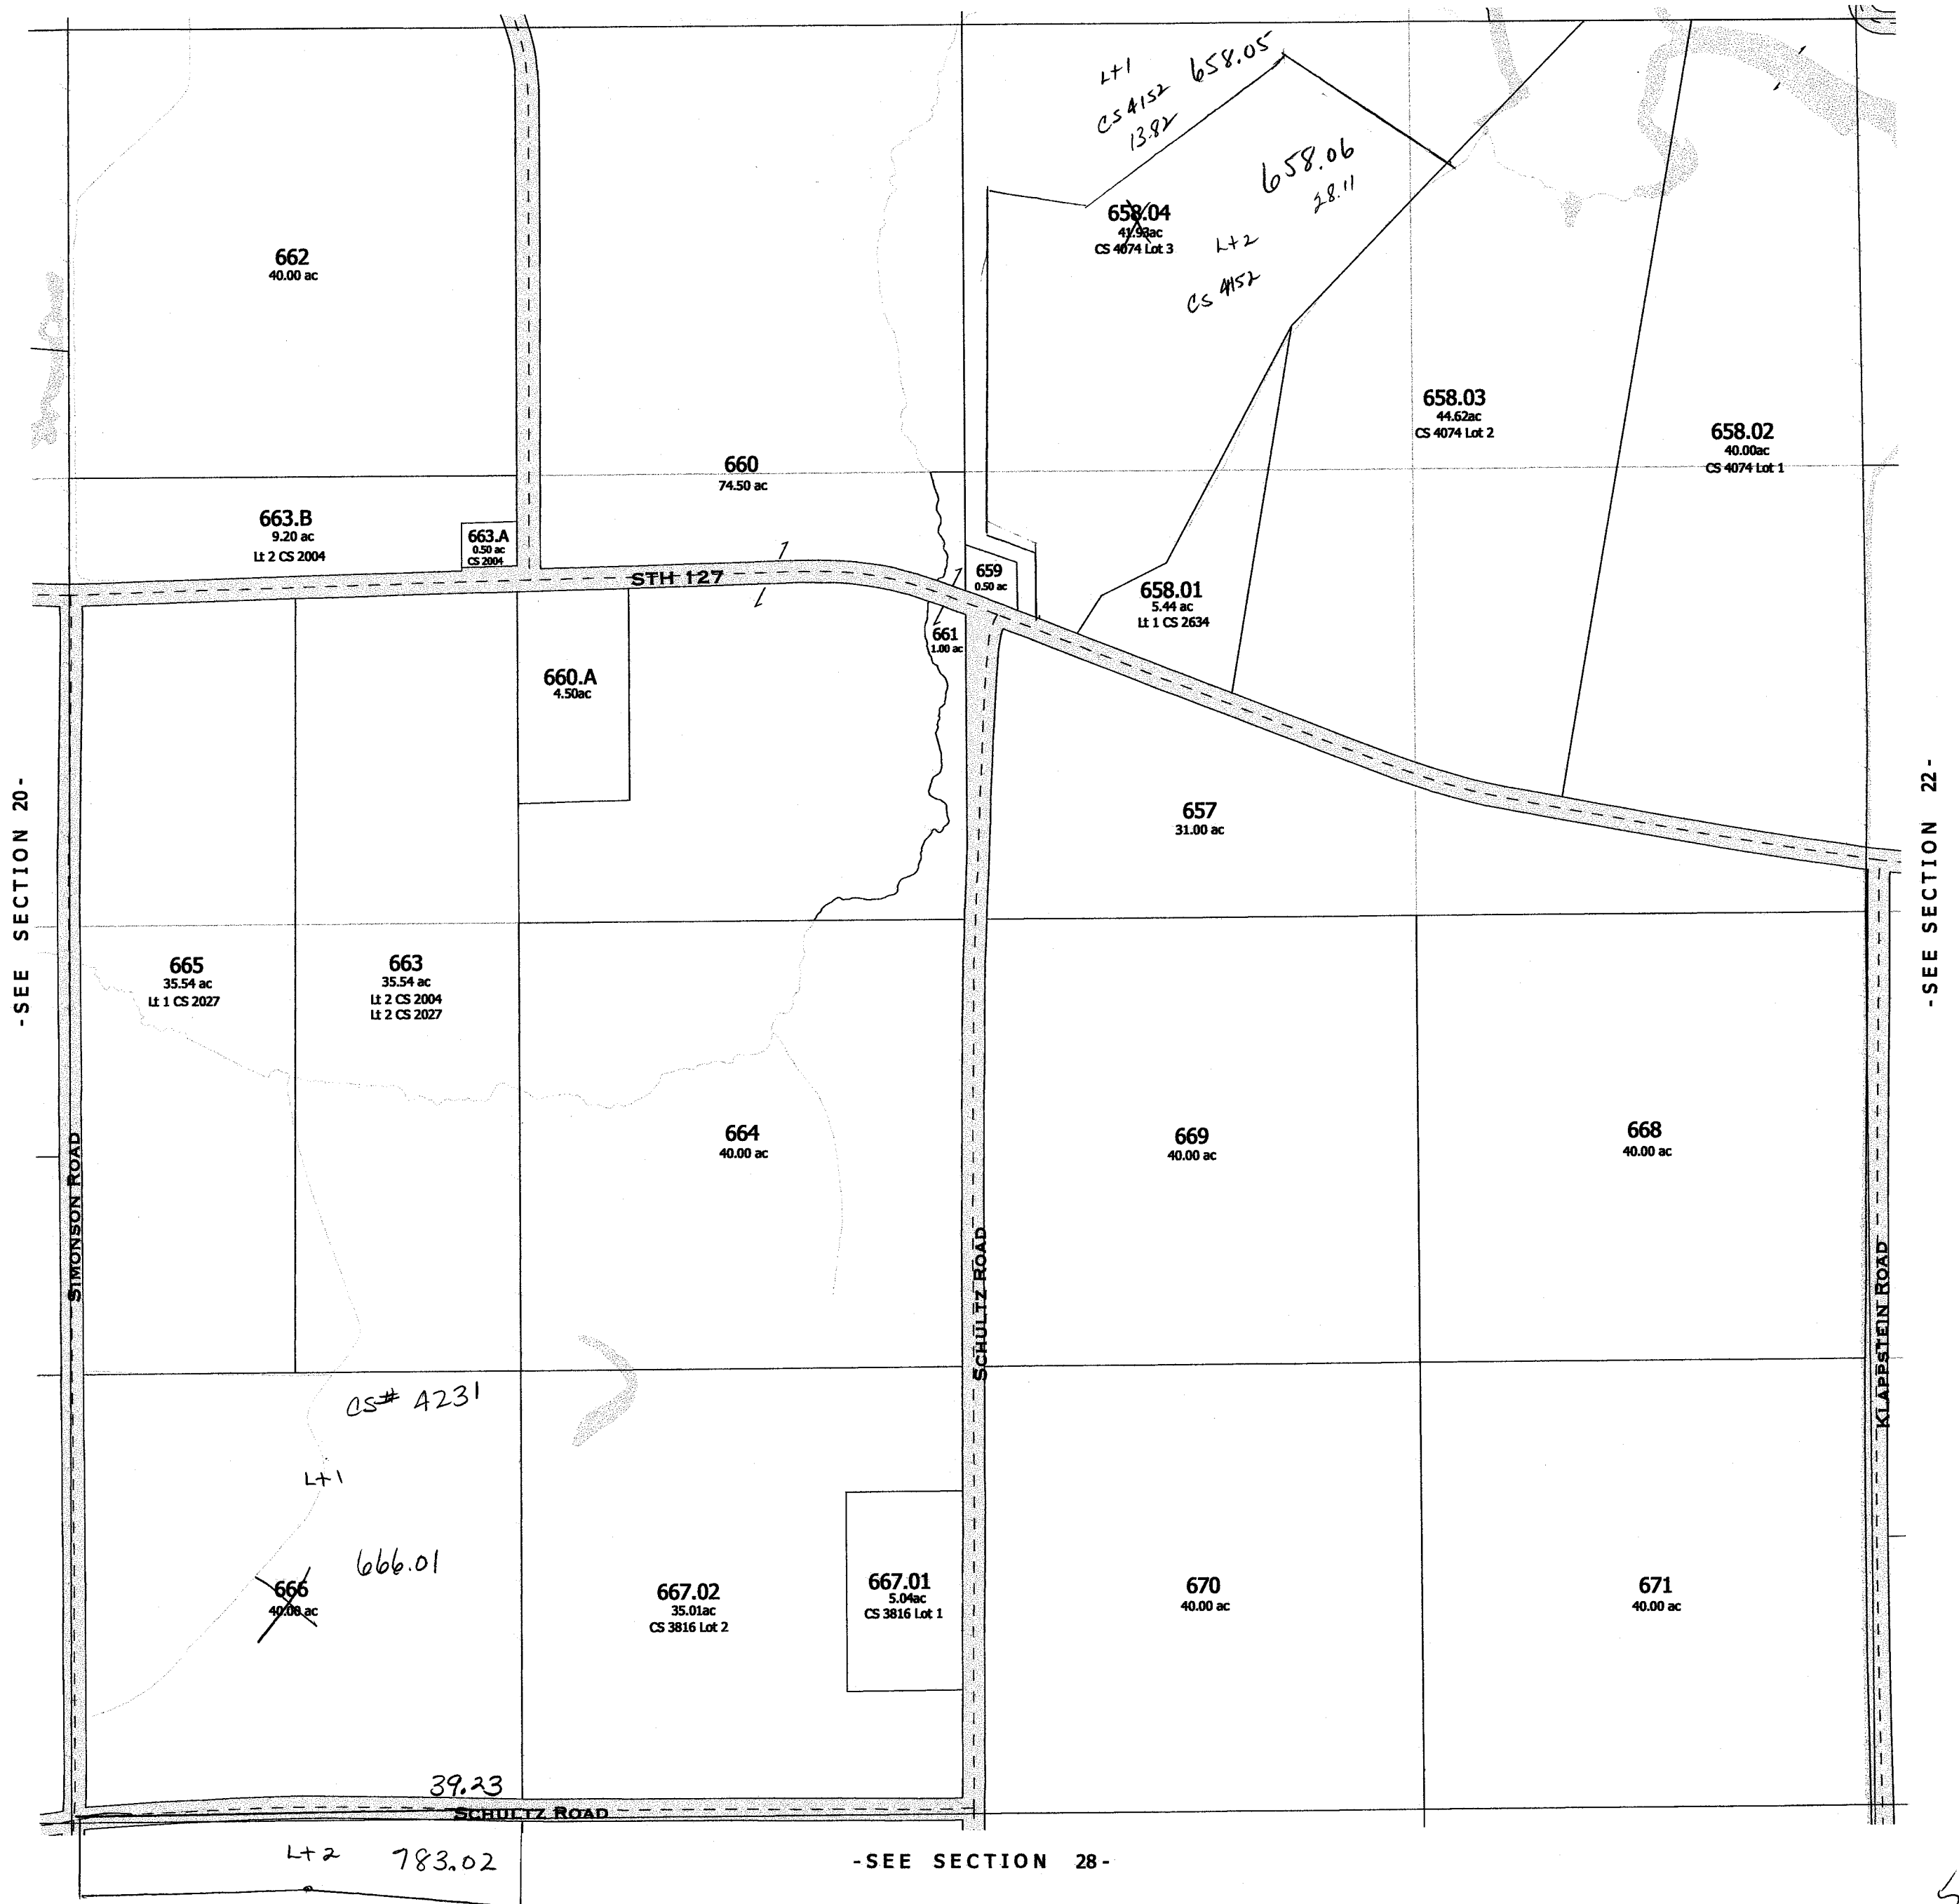 Lt 1
CS 4152
13.82
658.05
658.06
28.11
658.04
41.93ac
CS 4074 Lot 3
Lt 2
CS 4152
662
40.00 ac
658.03
44.62ac
CS 4074 Lot 2
658.02
40.00ac
CS 4074 Lot 1
660
74.50 ac
663.B
9.20 ac
Lt 2 CS 2004
663.A
0.50 ac
CS 2004
STH 127
659
0.50 ac
658.01
5.44 ac
Lt 1 CS 2634
661
1.00 ac
660.A
4.50ac
657
31.00 ac
-SEE SECTION 20-
-SEE SECTION 22-
665
35.54 ac
Lt 1 CS 2027
663
35.54 ac
Lt 2 CS 2004
Lt 2 CS 2027
664
40.00 ac
669
40.00 ac
668
40.00 ac
SIMONSON ROAD
SCHULTZ ROAD
KLAPPSTEIN ROAD
CS# 4231
Lt 1
666.01
666
40.00 ac
667.02
35.01ac
CS 3816 Lot 2
667.01
5.04ac
CS 3816 Lot 1
670
40.00 ac
671
40.00 ac
39.23
SCHULTZ ROAD
Lt 2 783.02
-SEE SECTION 28-